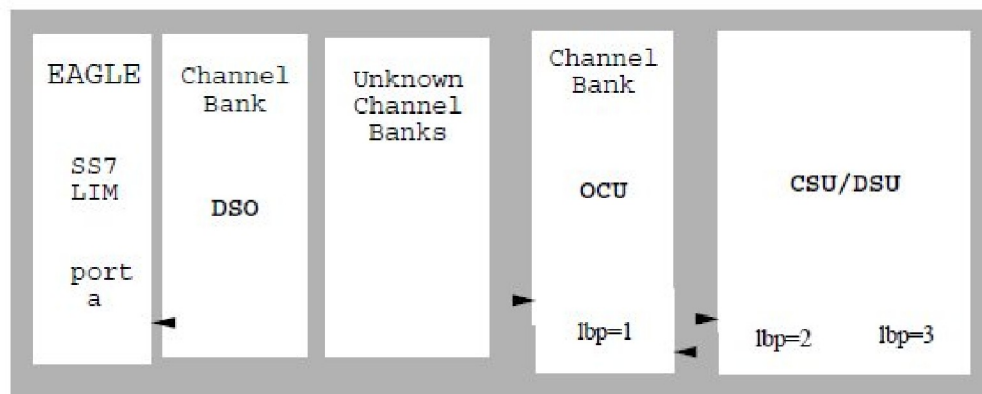 EAGLE
SS7
LIM
port
a
Channel
Bank
DSO
Unknown
Channel
Banks
Channel
Bank
OCU
lbp=1
CSU/DSU
lbp=2
lbp=3